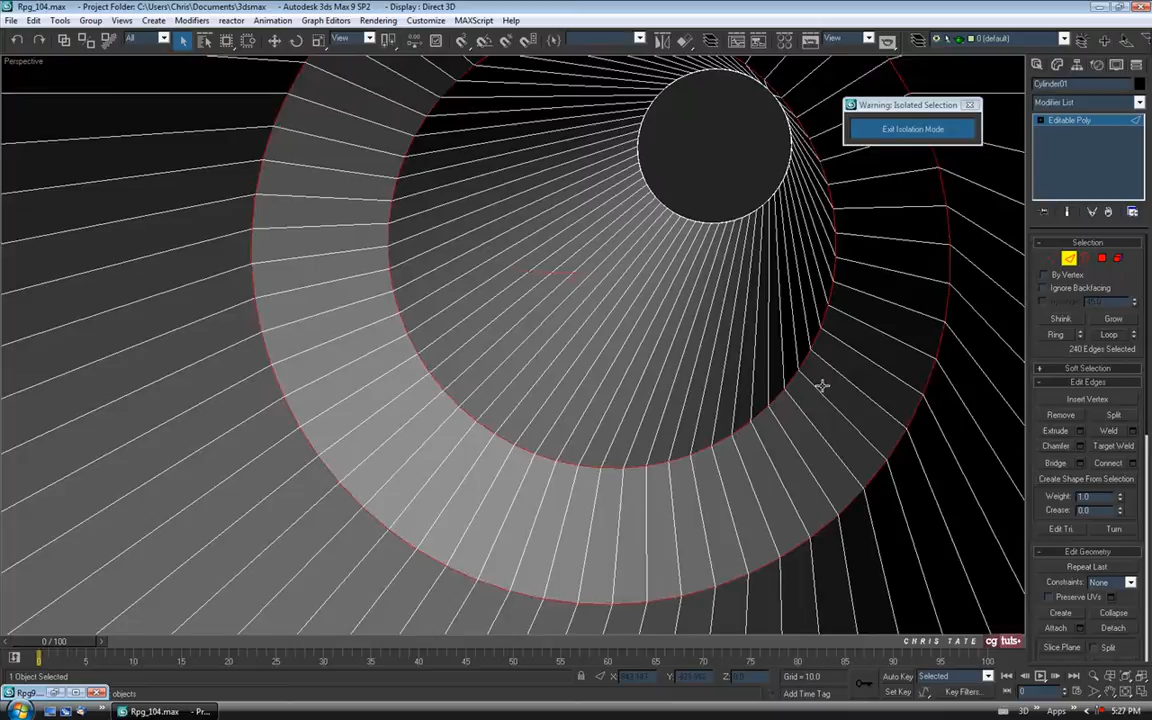 Rpg_104.max - Project Folder: C:\Users\Chris\Documents\3dsmax - Autodesk 3ds Max 9 SP2 - Display : Direct 3D
File Edit Tools Group Views Create Modifiers reactor Animation Graph Editors Rendering Customize MAXScript Help
All View View 0 (default)
Perspective
Warning: Isolated Selection
Exit Isolation Mode
Cylinder01
Modifier List
Editable Poly
- Selection
By Vertex
Ignore Backfacing
Shrink Grow
Ring Loop
240 Edges Selected
+ Soft Selection
- Edit Edges
Insert Vertex
Remove Split
Extrude Weld
Chamfer Target Weld
Bridge Connect
Create Shape From Selection
Weight: 1.0
Crease: 0.0
Edit Tri. Turn
- Edit Geometry
Repeat Last
Constraints: None
Preserve UVs
Create Collapse
Attach Detach
Slice Plane Split
0 / 100
CHRIS TATE cg tuts+
0 5 10 15 20 25 30 35 40 45 50 55 60 65 70 75 80 85 90 95 100
1 Object Selected X Y Z 0.0 Grid = 10.0 Auto Key Selected
Rpg9... objects Add Time Tag Set Key Key Filters... 0
Rpg_104.max - Pr... 3D Apps 5:27 PM